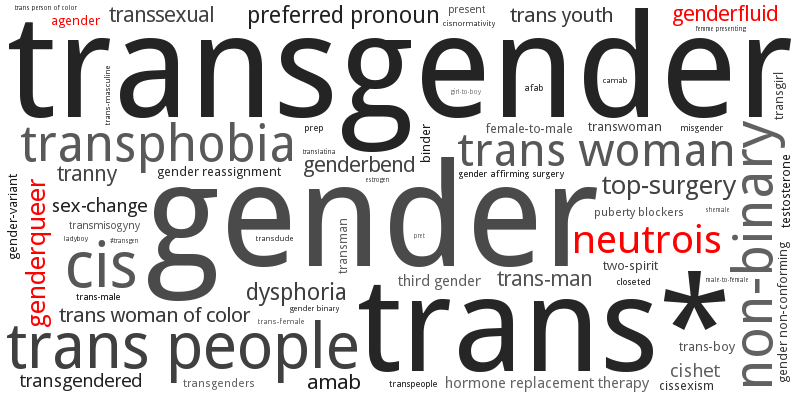 trans person of color
agender
transsexual
preferred pronoun
present
cisnormativity
trans youth
genderfluid
femme presenting
transgender
trans-masculine
girl-to-boy
afab
camab
transgirl
transphobia
prep
translatina
binder
female-to-male
transwoman
misgender
tranny
gender reassignment
genderbend
estrogen
trans woman
gender affirming surgery
top-surgery
non-binary
testosterone
gender-variant
genderqueer
sex-change
transmisogyny
ladyboy
#transgen
gender
transdude
transman
pret
puberty blockers
shemale
neutrois
cis
trans-male
dysphoria
gender binary
third gender
trans-man
two-spirit
closeted
male-to-female
gender non-conforming
trans woman of color
trans-female
trans*
trans people
trans-boy
cishet
transgendered
transgenders
amab
transpeople
hormone replacement therapy
cissexism